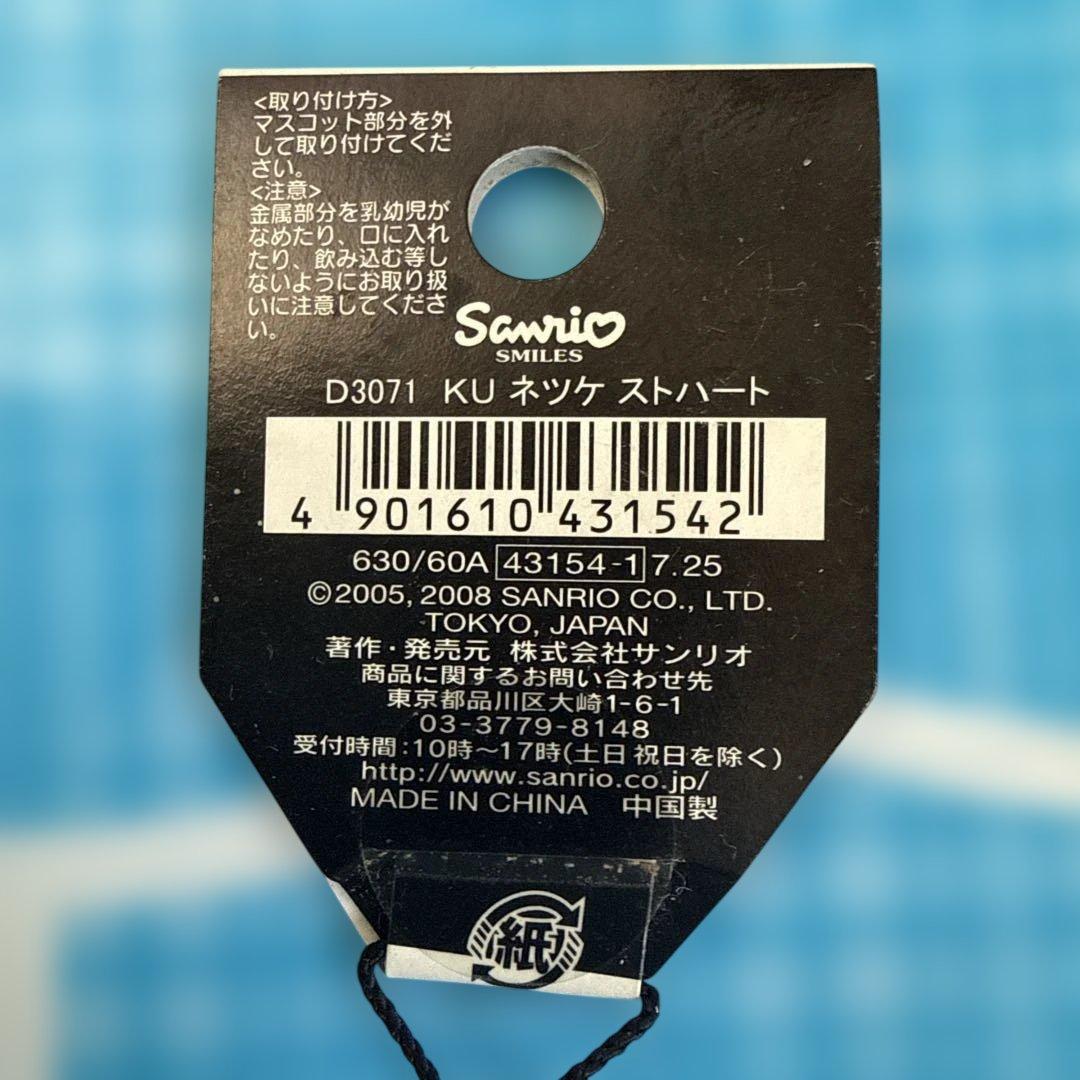 <取り付け方>
マスコット部分を外
して取り付けてくだ
さい。
<注意>
金属部分を乳幼児が
なめたり、口に入れ
たり、飲み込む等し
ないようにお取り扱
いに注意してくださ
い。
Sanrio
SMILES
D3071 KU ネツケ ストハート
4 901610 431542
630/60A 43154-1 7.25
©2005, 2008 SANRIO CO., LTD.
TOKYO, JAPAN
著作・発売元 株式会社サンリオ
商品に関するお問い合わせ先
東京都品川区大崎1-6-1
03-3779-8148
受付時間:10時～17時(土日祝日を除く)
http://www.sanrio.co.jp/
MADE IN CHINA 中国製
紙